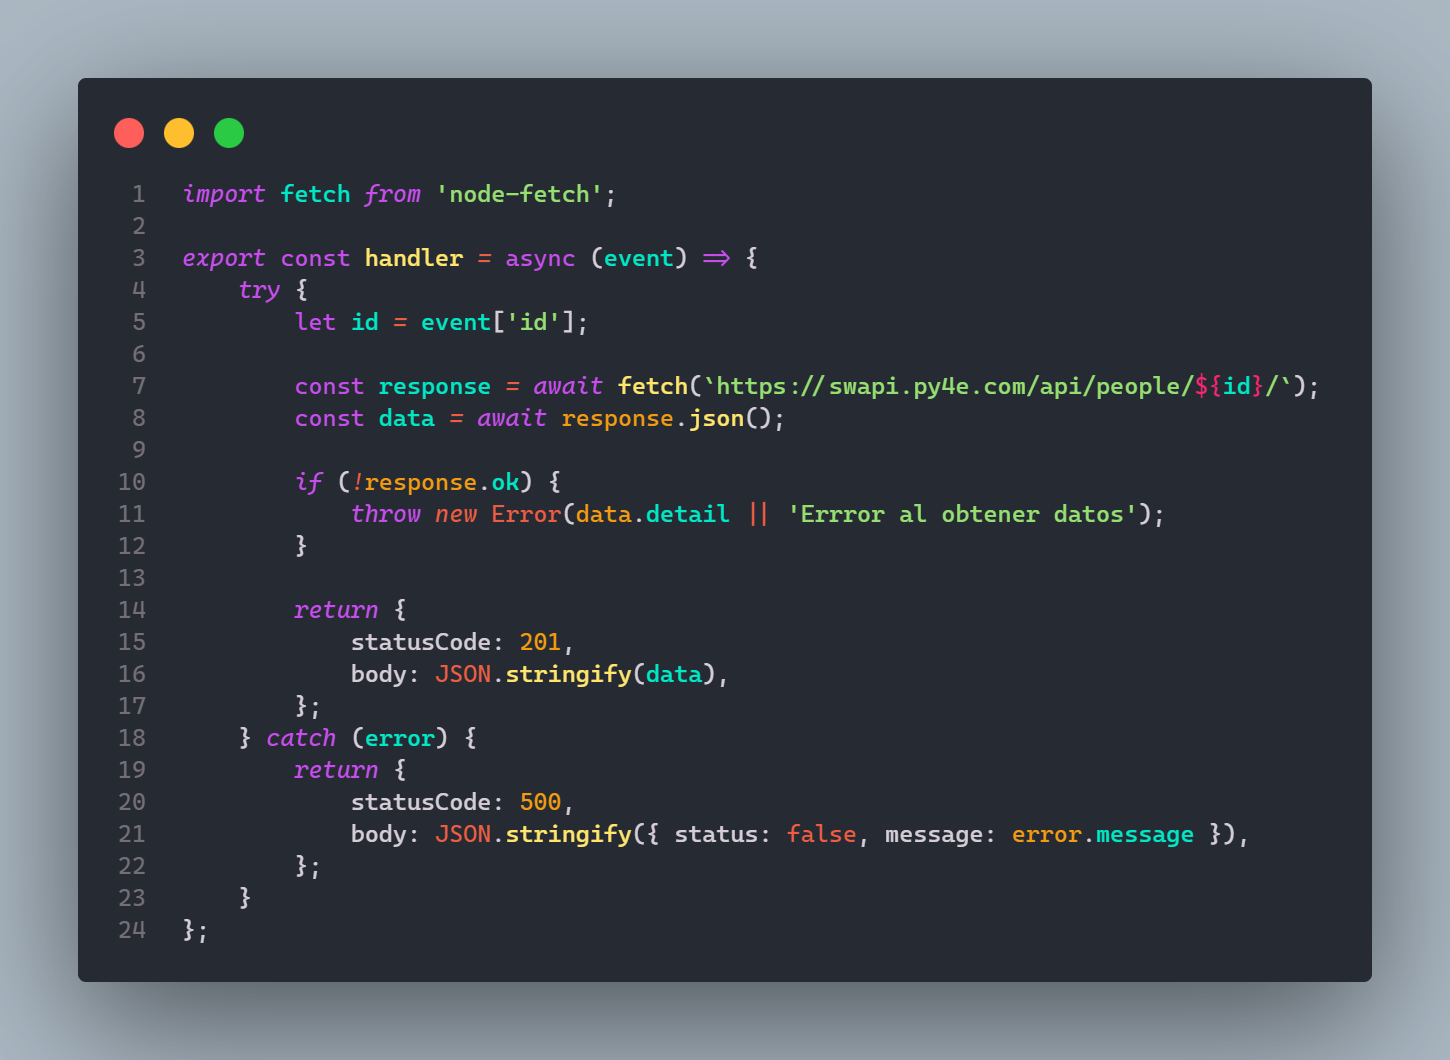 1 import fetch from 'node-fetch';
2
3 export const handler = async (event) => {
4     try {
5         let id = event['id'];
6
7         const response = await fetch(`https://swapi.py4e.com/api/people/${id}/`);
8         const data = await response.json();
9
10         if (!response.ok) {
11             throw new Error(data.detail || 'Errror al obtener datos');
12         }
13
14         return {
15             statusCode: 201,
16             body: JSON.stringify(data),
17         };
18     } catch (error) {
19         return {
20             statusCode: 500,
21             body: JSON.stringify({ status: false, message: error.message }),
22         };
23     }
24 };